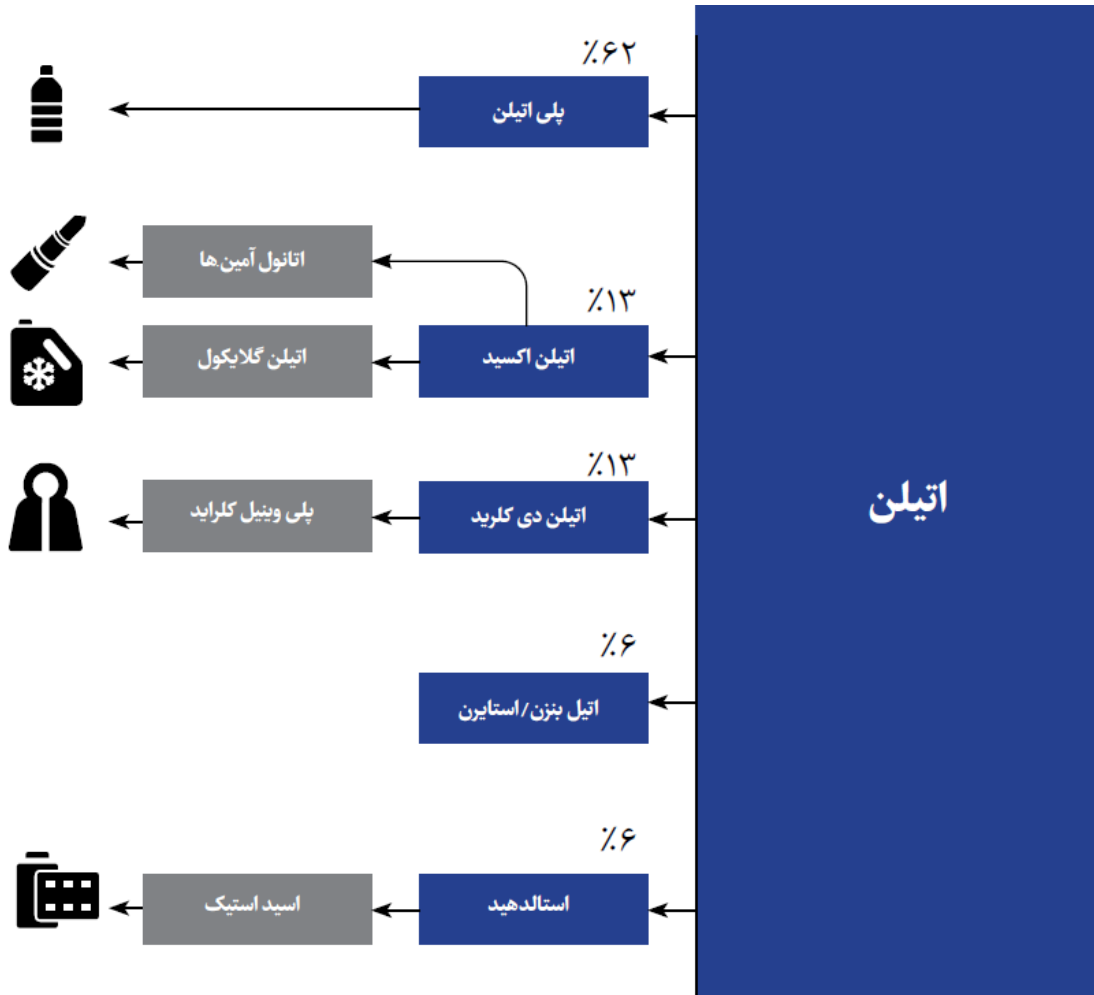 اتیلن
٪۶۲
پلی اتیلن
٪۱۳
اتیلن اکسید
اتانول آمین‌ها
اتیلن گلایکول
٪۱۳
اتیلن دی کلرید
پلی وینیل کلراید
٪۶
اتیل بنزن/استایرن
٪۶
استالدهید
اسید استیک